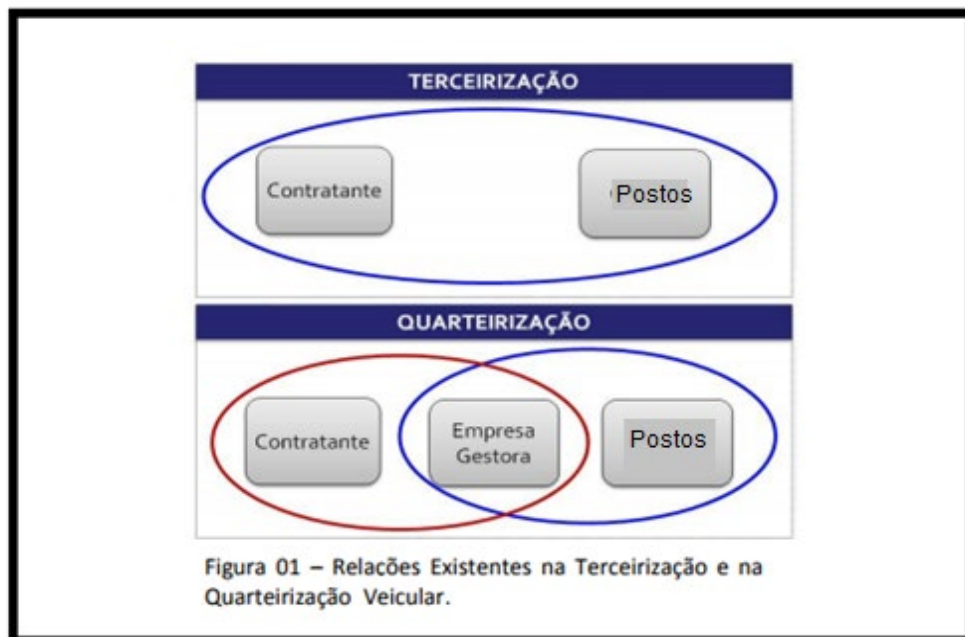 TERCEIRIZAÇÃO
Contratante
Postos
QUARTEIRIZAÇÃO
Contratante
Empresa
Gestora
Postos
Figura 01 – Relações Existentes na Terceirização e na
Quarteirização Veicular.